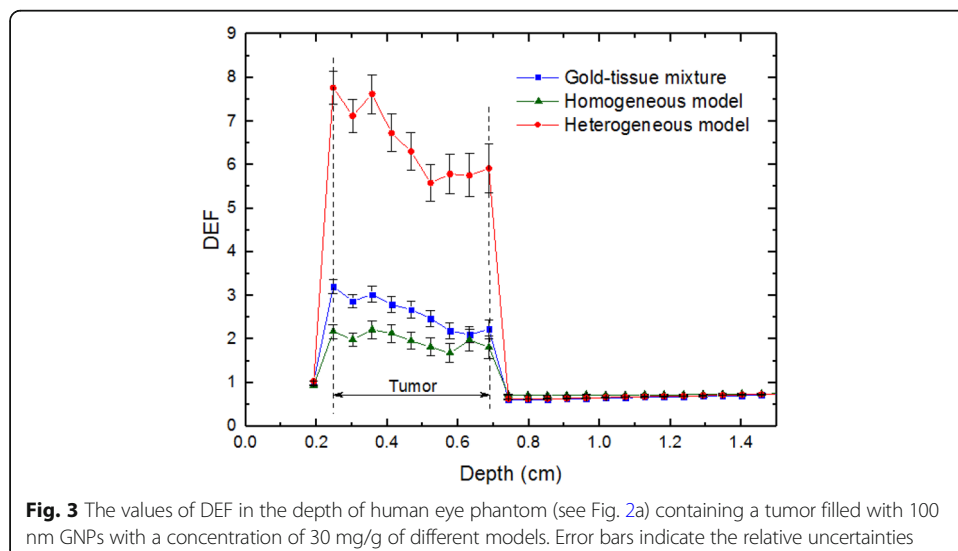 9
8
7
6
5
4
3
2
1
0
DEF
Gold-tissue mixture
Homogeneous model
Heterogeneous model
Tumor
0.0 0.2 0.4 0.6 0.8 1.0 1.2 1.4
Depth (cm)
Fig. 3 The values of DEF in the depth of human eye phantom (see Fig. 2a) containing a tumor filled with 100
nm GNPs with a concentration of 30 mg/g of different models. Error bars indicate the relative uncertainties